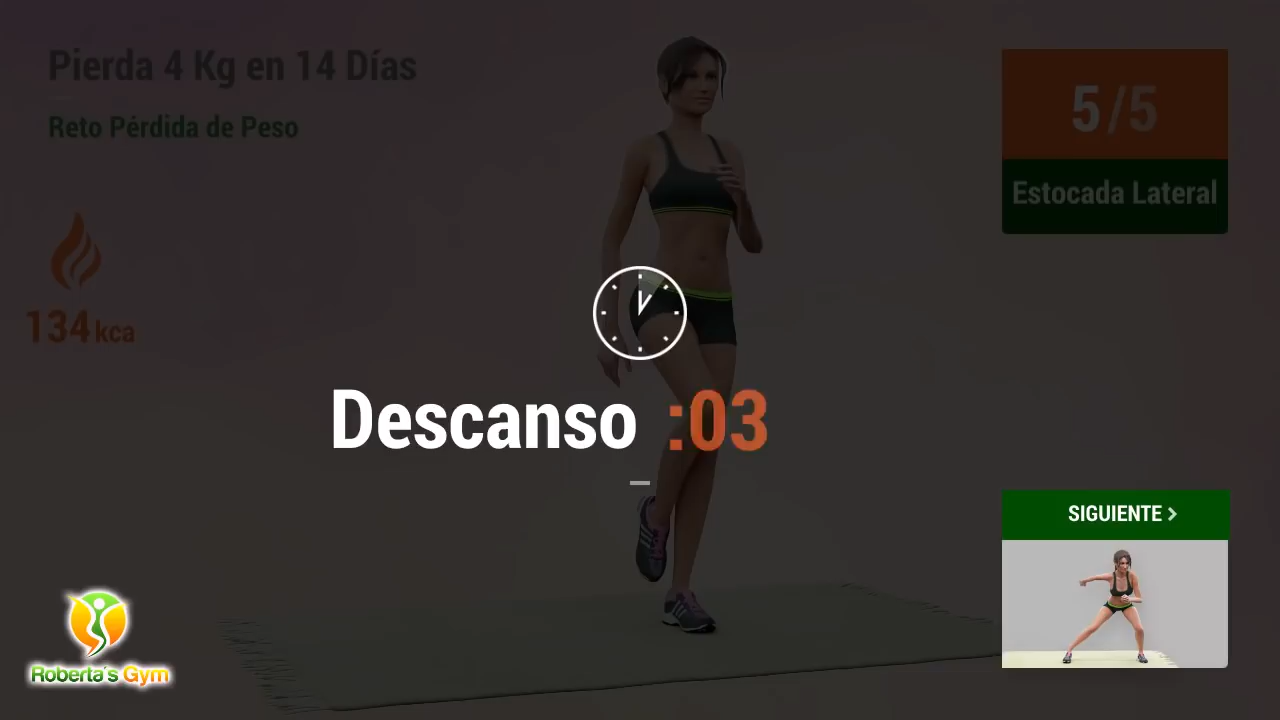 Pierda 4 Kg en 14 Días
Reto Pérdida de Peso
5/5
Estocada Lateral
134 kca
Descanso :03
SIGUIENTE >
Roberta´s Gym